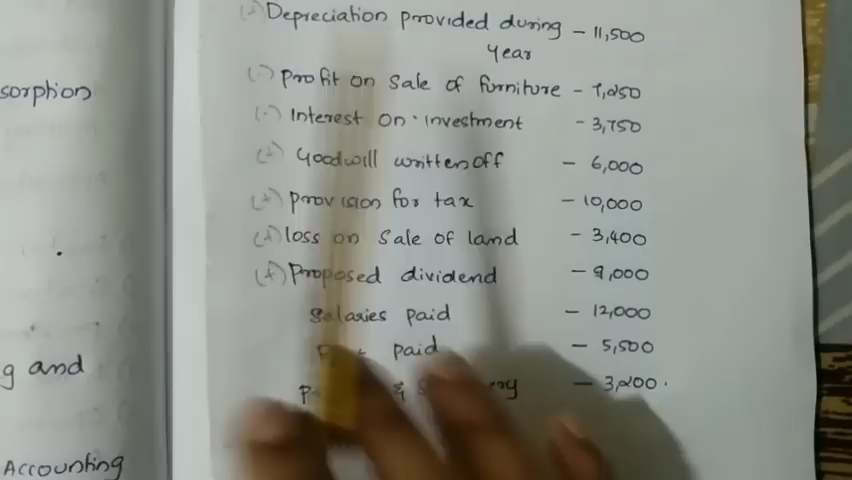 Depreciation provided during - 11,500
year
(-) Profit on sale of furniture - 7,250
(-) Interest on investment - 3,750
(+) Goodwill written off - 6,000
(+) provision for tax - 10,000
(+) loss on sale of land - 3,400
(+) Proposed dividend - 9,000
Salaries paid - 12,000
paid - 5,500
- 3,200.
sorption
g and
Accounting